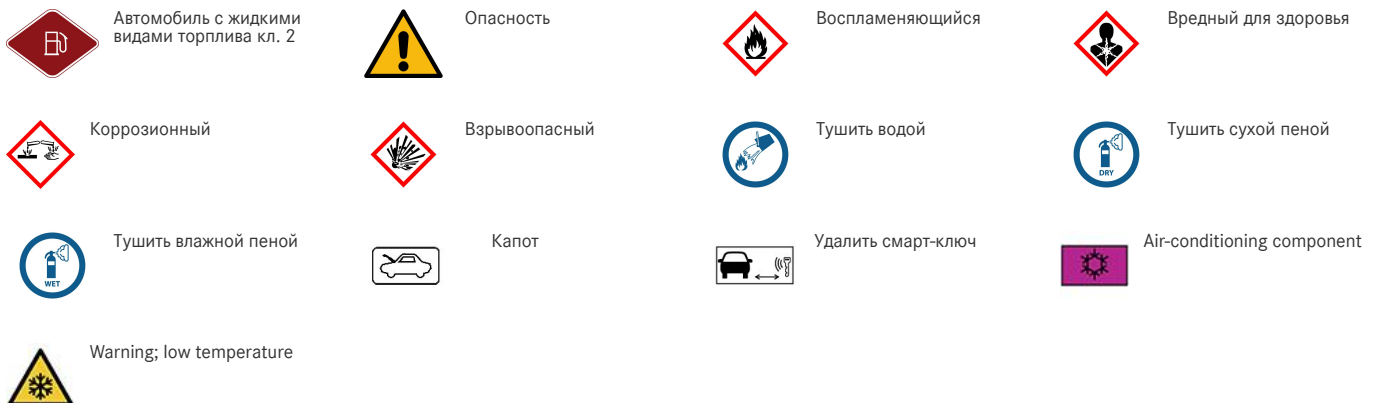 Автомобиль с жидкими
видами торплива кл. 2
Опасность
Воспламеняющийся
Вредный для здоровья
Коррозионный
Взрывоопасный
Тушить водой
DRY
Тушить сухой пеной
WET
Тушить влажной пеной
Капот
Удалить смарт-ключ
Air-conditioning component
Warning; low temperature